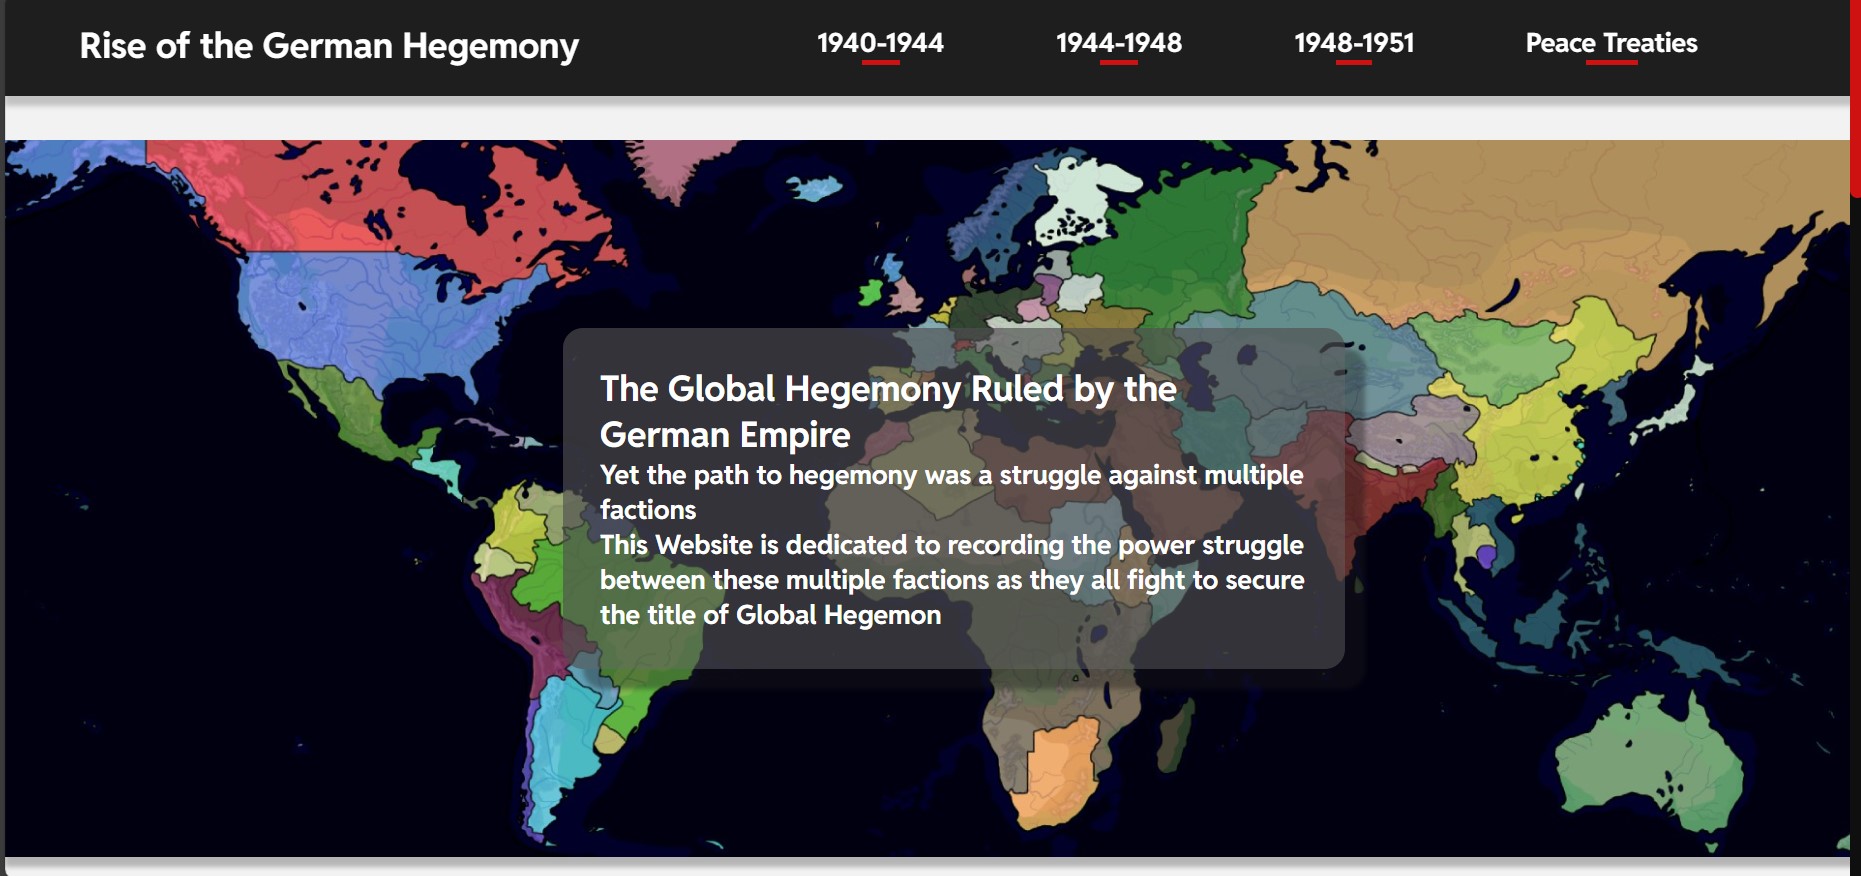 Rise of the German Hegemony
1940-1944
1944-1948
1948-1951
Peace Treaties
The Global Hegemony Ruled by the
German Empire
Yet the path to hegemony was a struggle against multiple
factions
This Website is dedicated to recording the power struggle
between these multiple factions as they all fight to secure
the title of Global Hegemon